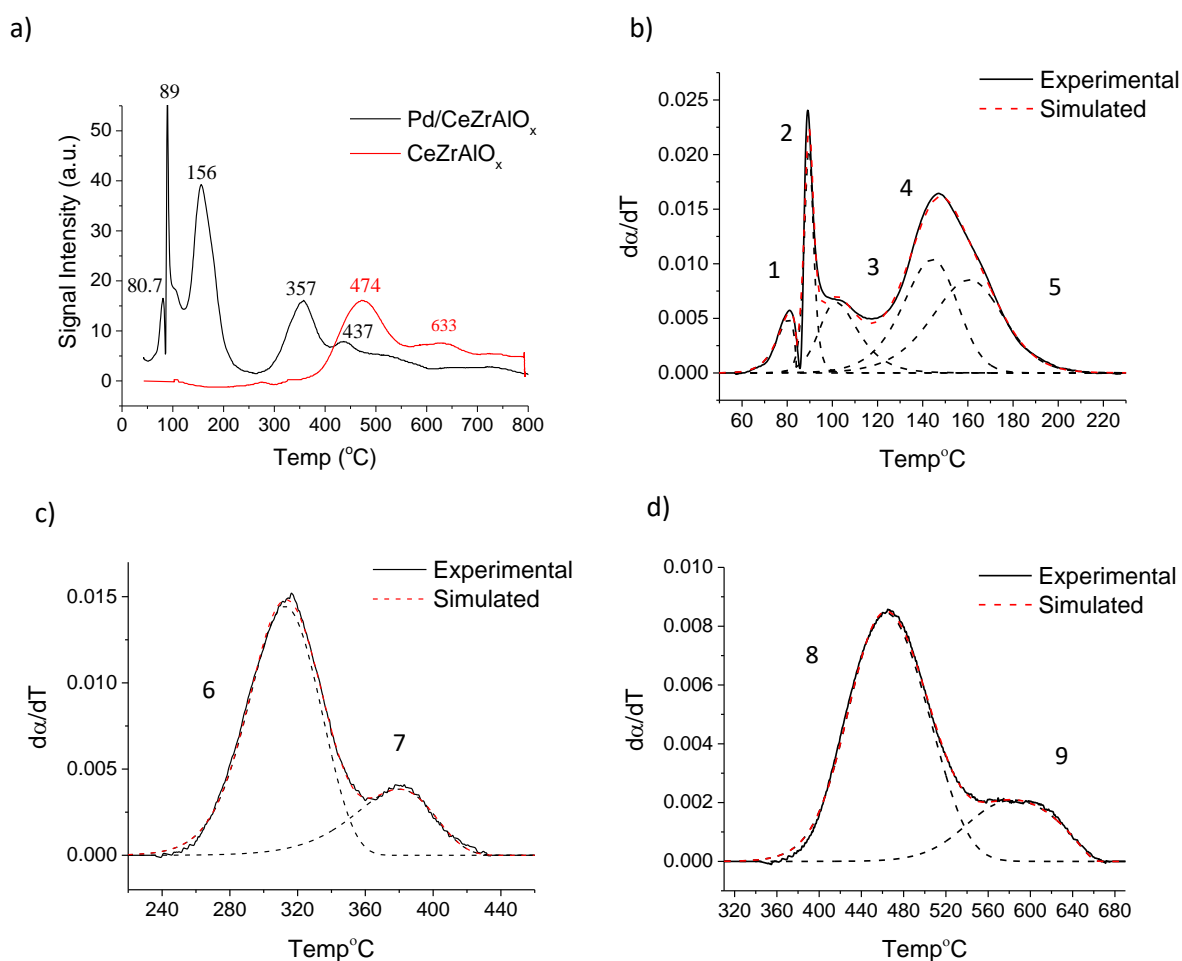 a)
89
Pd/CeZrAlOₓ
CeZrAlOₓ
156
80.7
357
474
437
633
Signal Intensity (a.u.)
50
40
30
20
10
0
0 100 200 300 400 500 600 700 800
Temp (°C)
b)
Experimental
Simulated
2
4
1
3
5
dα/dT
0.025
0.020
0.015
0.010
0.005
0.000
60 80 100 120 140 160 180 200 220
Temp°C
c)
Experimental
Simulated
6
7
dα/dT
0.015
0.010
0.005
0.000
240 280 320 360 400 440
Temp°C
d)
Experimental
Simulated
8
9
dα/dT
0.010
0.008
0.006
0.004
0.002
0.000
320 360 400 440 480 520 560 600 640 680
Temp°C